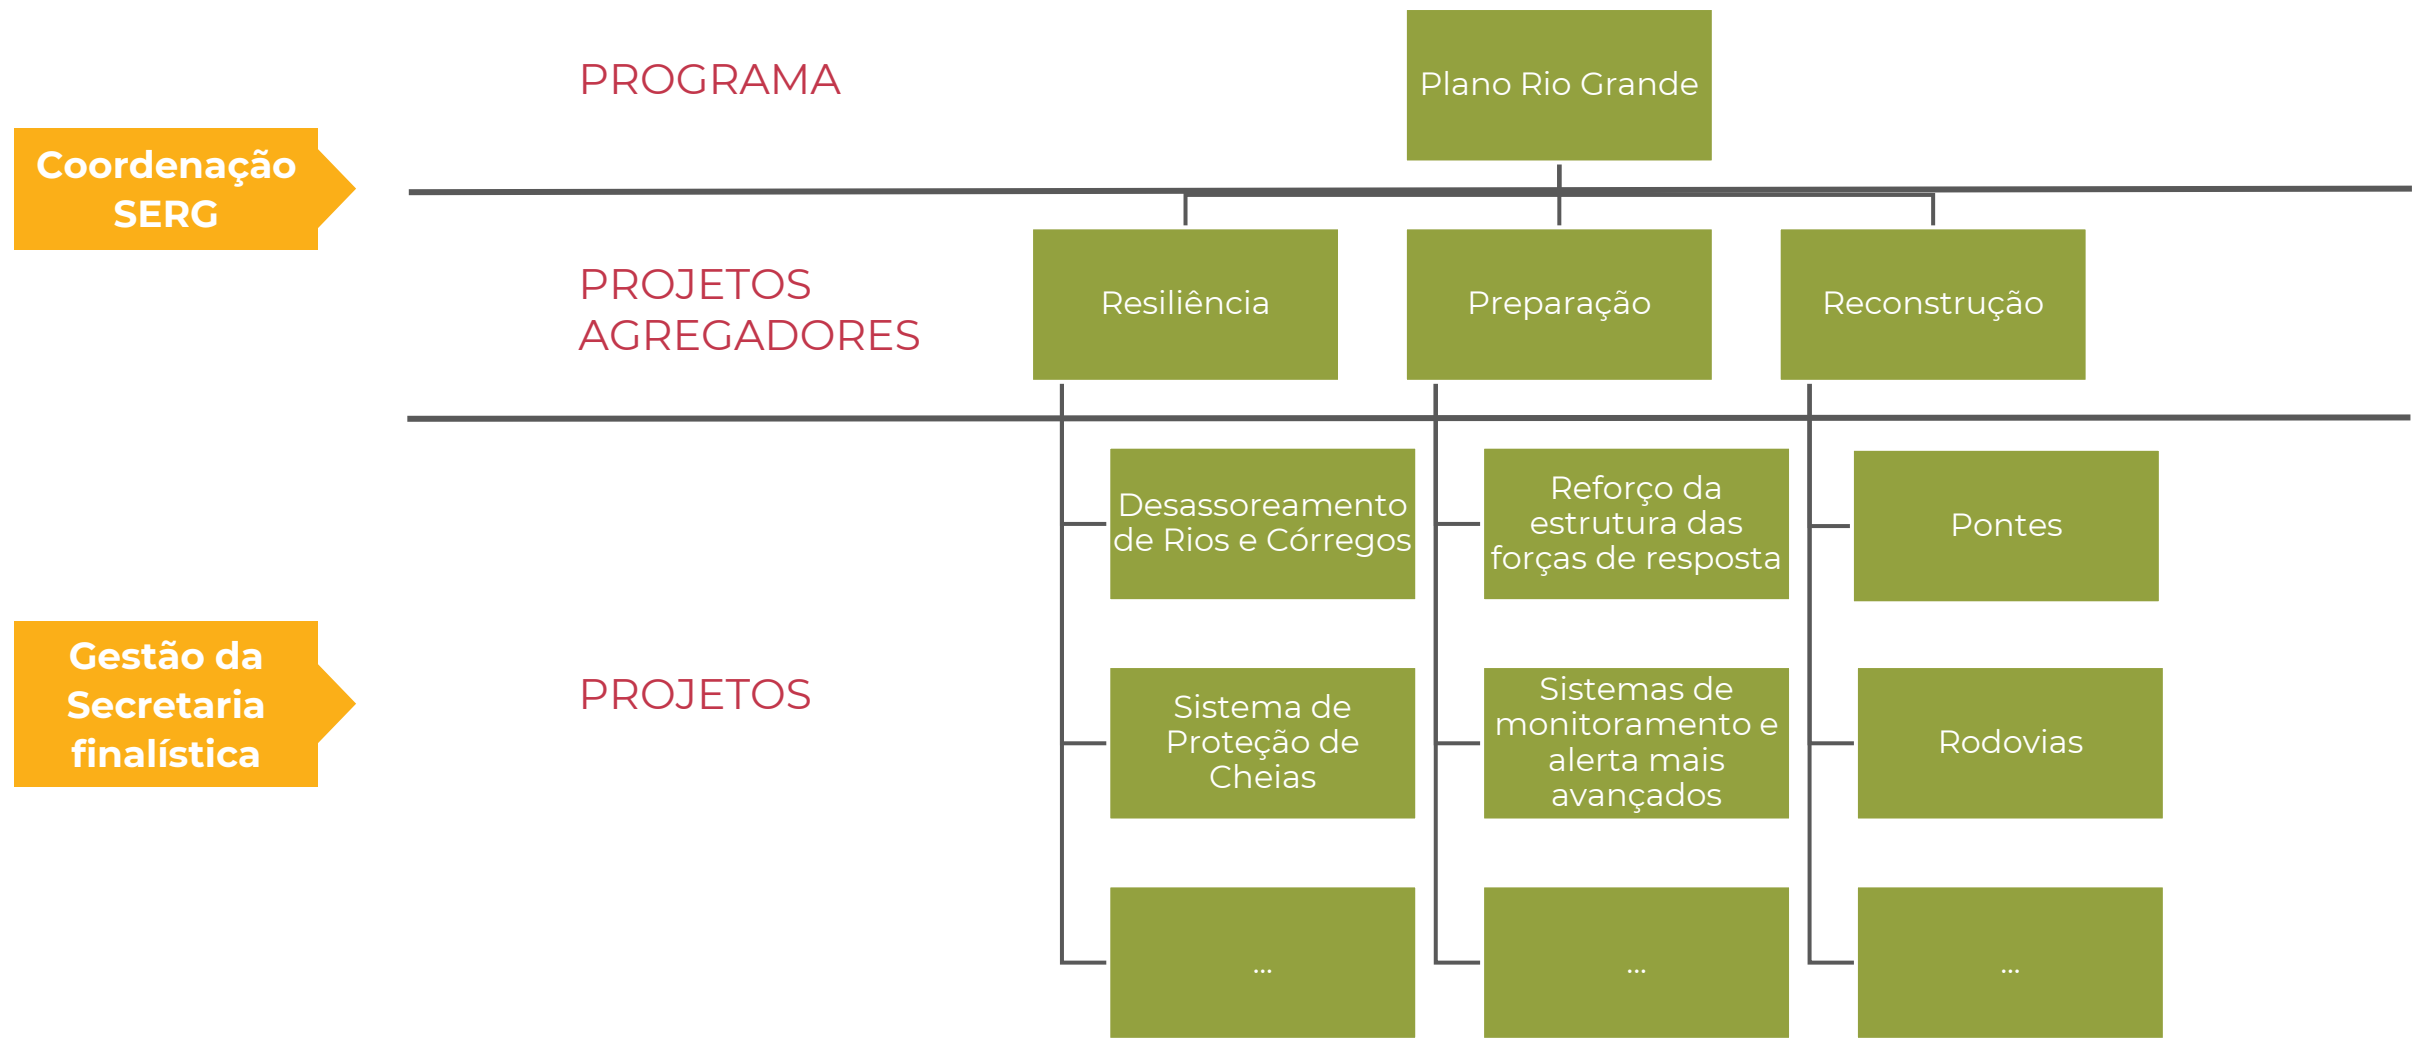 PROGRAMA
Plano Rio Grande
Coordenação
SERG
PROJETOS
AGREGADORES
Resiliência
Preparação
Reconstrução
Desassoreamento
de Rios e Córregos
Reforço da
estrutura das
forças de resposta
Pontes
Gestão da
Secretaria
finalística
PROJETOS
Sistema de
Proteção de
Cheias
Sistemas de
monitoramento e
alerta mais
avançados
Rodovias
...
...
...